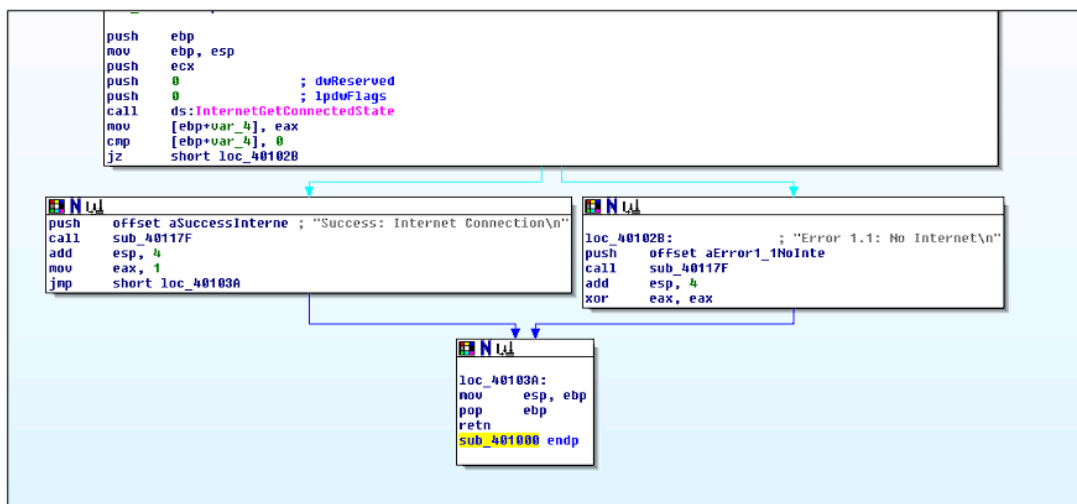 push ebp
mov ebp, esp
push ecx
push 0 ; dwReserved
push 0 ; lpdwFlags
call ds:InternetGetConnectedState
mov [ebp+var_4], eax
cmp [ebp+var_4], 0
jz short loc_40102B
push offset aSuccessInterne ; "Success: Internet Connection\n"
call sub_40117F
add esp, 4
mov eax, 1
jmp short loc_40103A
loc_40102B: ; "Error 1.1: No Internet\n"
push offset aError1_1NoInte
call sub_40117F
add esp, 4
xor eax, eax
loc_40103A:
mov esp, ebp
pop ebp
retn
sub_401000 endp